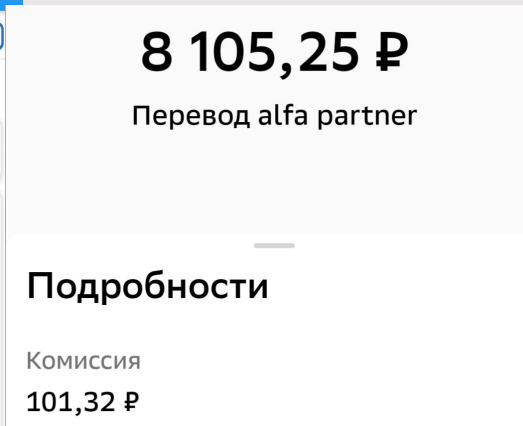 8 105,25 ₽
Перевод alfa partner
Подробности
Комиссия
101,32 ₽